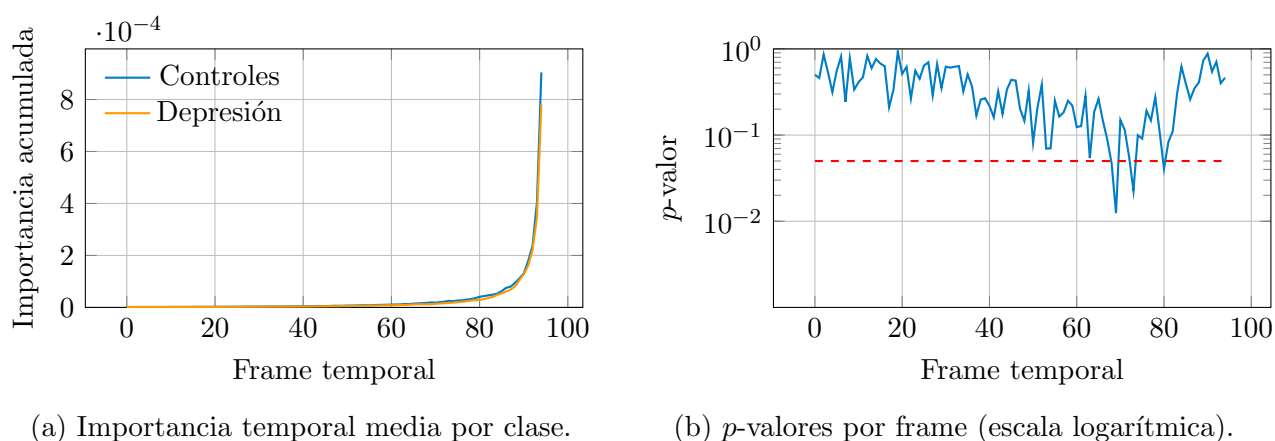 ·10⁻⁴
Importancia acumulada
8
6
4
2
0
Controles
Depresión
0 20 40 60 80 100
Frame temporal
(a) Importancia temporal media por clase.
p-valor
10⁰
10⁻¹
10⁻²
0 20 40 60 80 100
Frame temporal
(b) p-valores por frame (escala logarítmica).